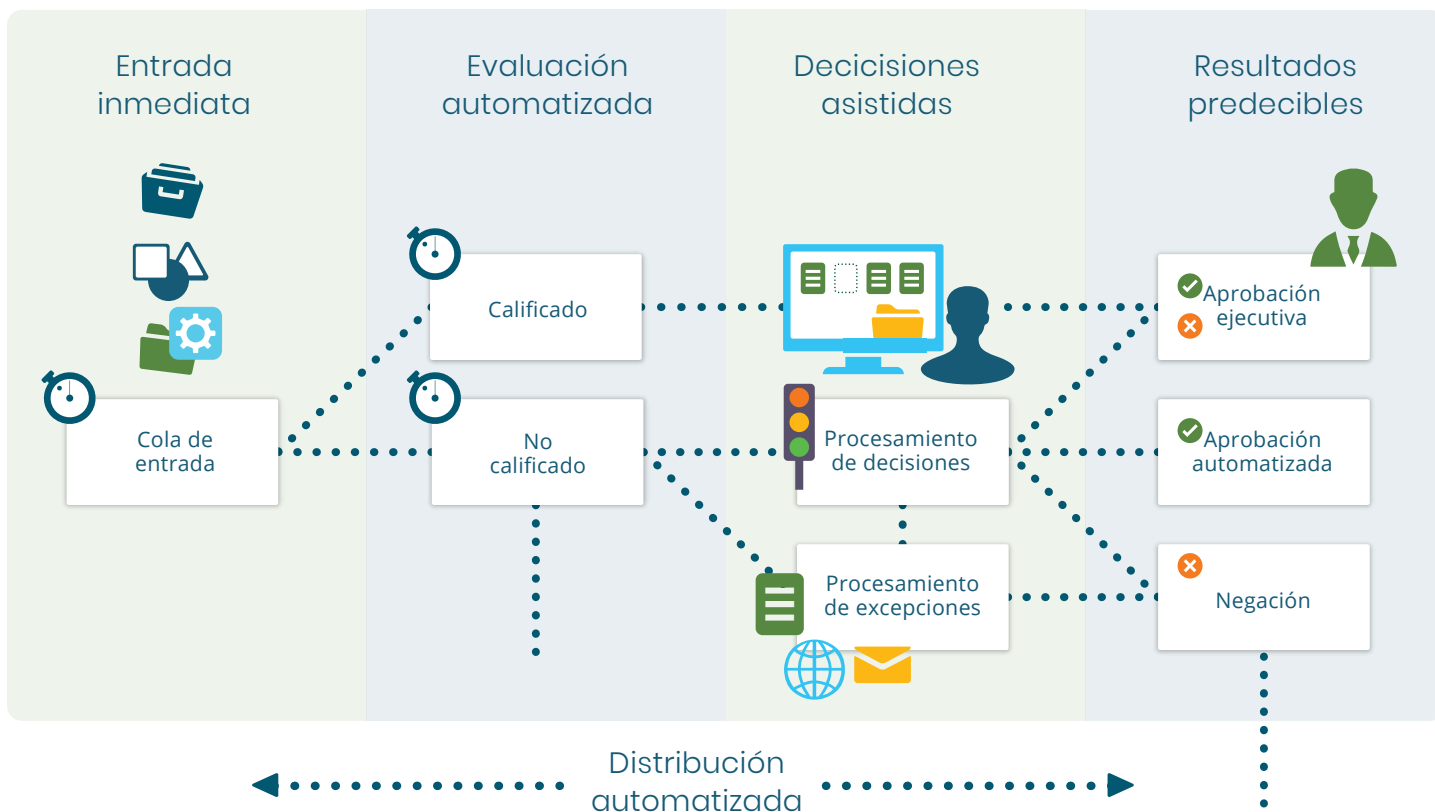 Entrada
inmediata
Evaluación
automatizada
Decicisiones
asistidas
Resultados
predecibles
Calificado
Aprobación
ejecutiva
Cola de
entrada
No
calificado
Procesamiento
de decisiones
Aprobación
automatizada
Procesamiento
de excepciones
Negación
Distribución
automatizada